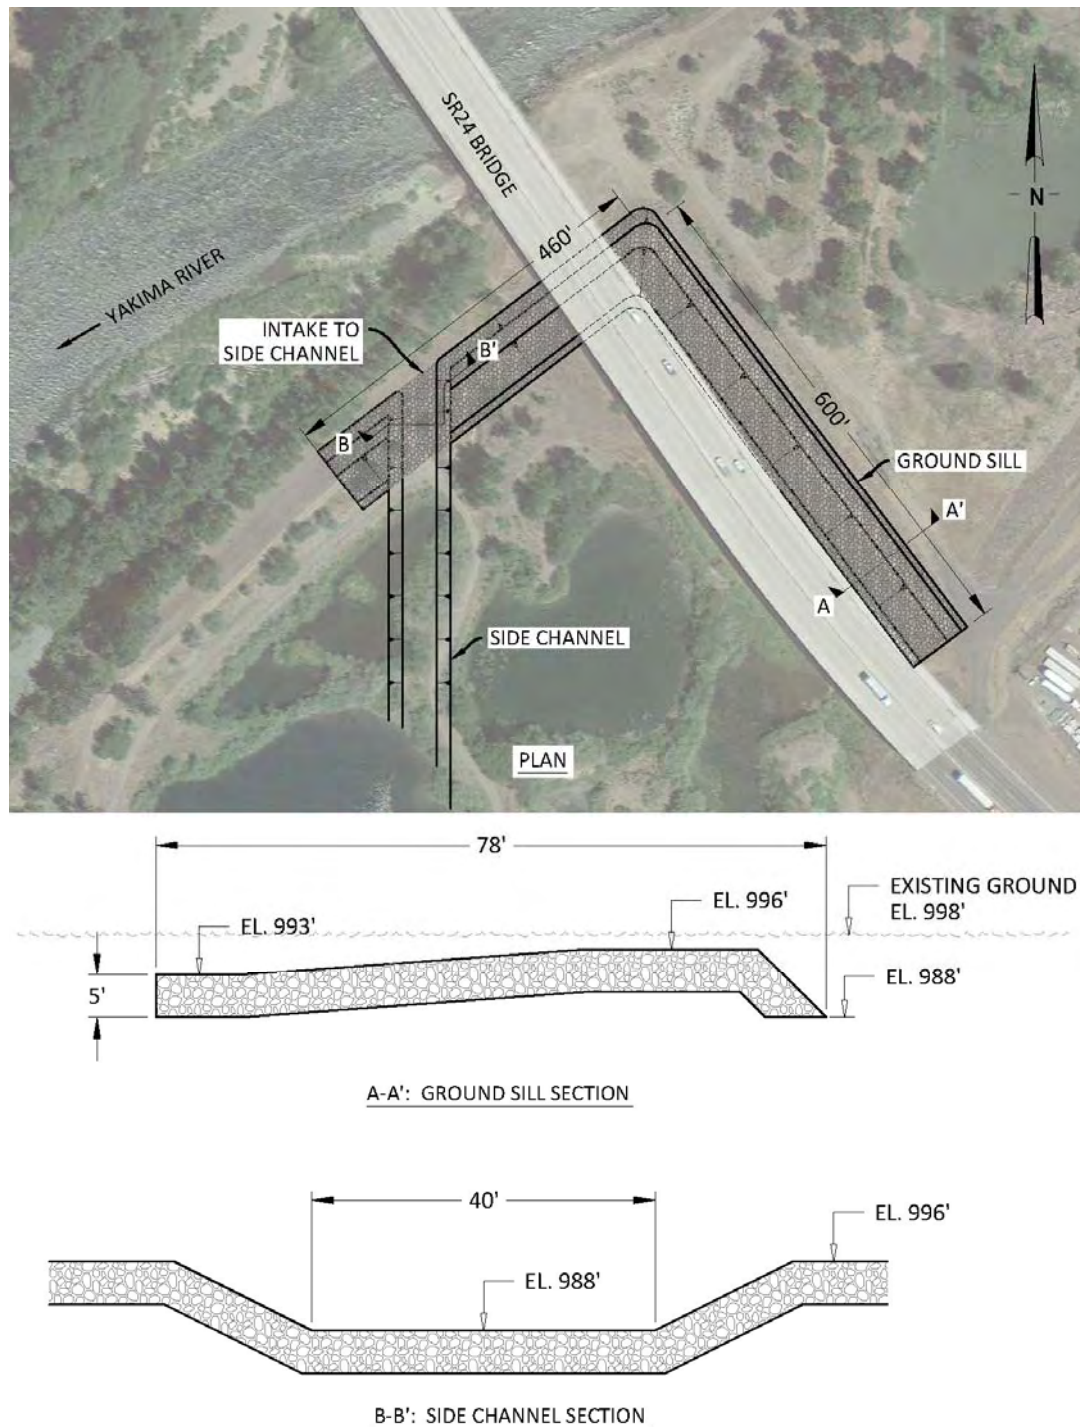 SR24 BRIDGE
N
460'
YAKIMA RIVER
INTAKE TO
SIDE CHANNEL
B'
600'
B
GROUND SILL
A'
A
SIDE CHANNEL
PLAN
78'
EXISTING GROUND
EL. 998'
EL. 996'
EL. 993'
EL. 988'
5'
A-A': GROUND SILL SECTION
40'
EL. 996'
EL. 988'
B-B': SIDE CHANNEL SECTION